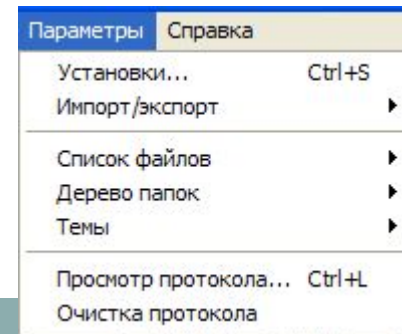 Параметры Справка
Установки... Ctrl+S
Импорт/экспорт
Список файлов
Дерево папок
Темы
Просмотр протокола... Ctrl+L
Очистка протокола